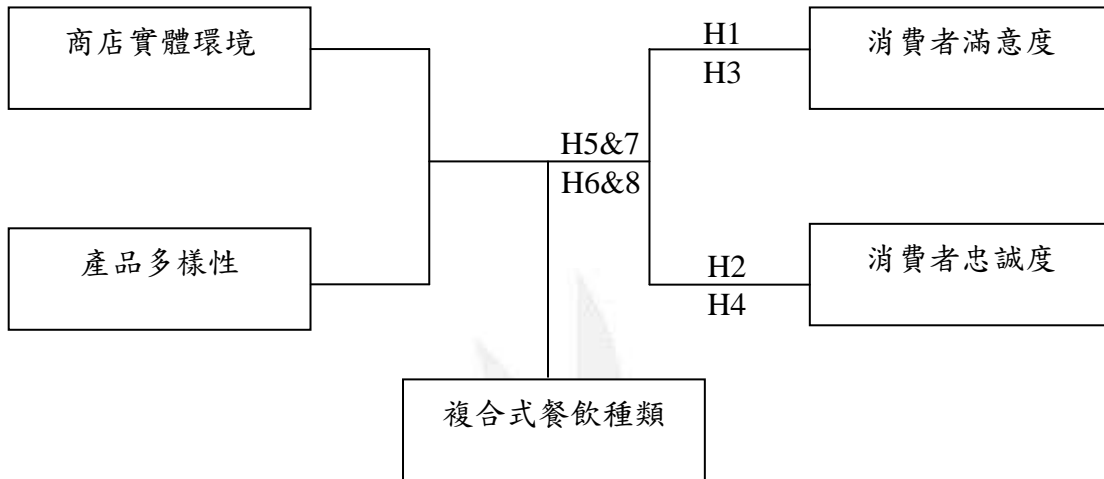 商店實體環境
H1
消費者滿意度
H3
H5&7
H6&8
產品多樣性
H2
消費者忠誠度
H4
複合式餐飲種類